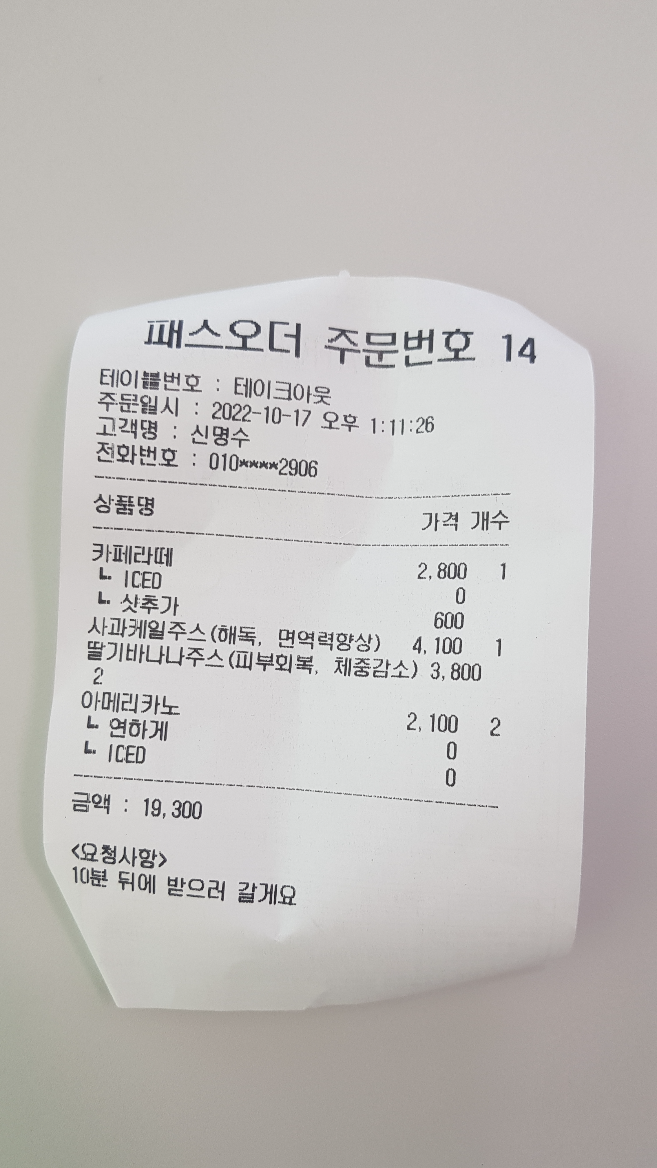 패스오더 주문번호 14
테이블번호 : 테이크아웃
주문일시 : 2022-10-17 오후 1:11:26
고객명 : 신명수
전화번호 : 010****2906
상품명 가격 개수
카페라떼 2,800 1
┗ ICED 0
┗ 샷추가 600
사과케일주스(해독, 면역력향상) 4,100 1
딸기바나나주스(피부회복, 체중감소) 3,800
2
아메리카노 2,100 2
┗ 연하게 0
┗ ICED 0
금액 : 19,300
<요청사항>
10분 뒤에 받으러 갈게요